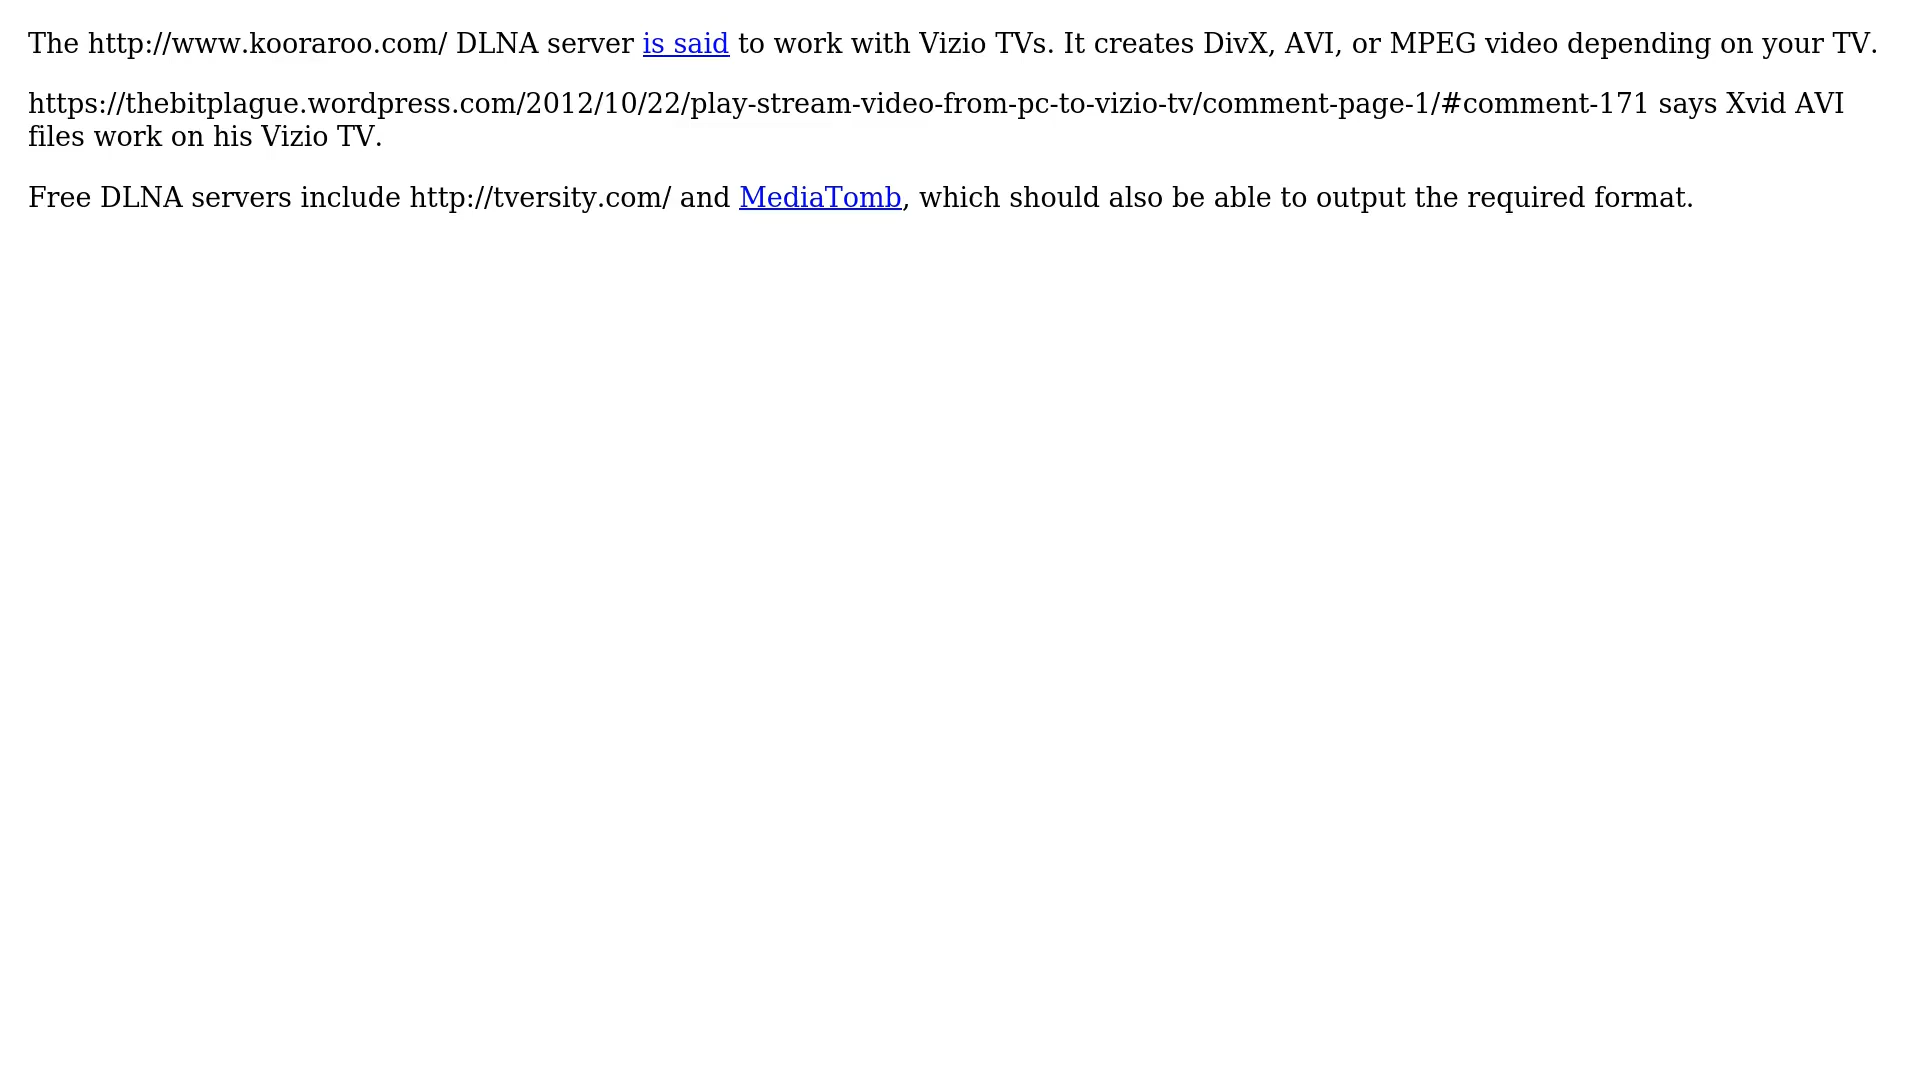 The http://www.kooraroo.com/ DLNA server is said to work with Vizio TVs. It creates DivX, AVI, or MPEG video depending on your TV.
https://thebitplague.wordpress.com/2012/10/22/play-stream-video-from-pc-to-vizio-tv/comment-page-1/#comment-171 says Xvid AVI
files work on his Vizio TV.
Free DLNA servers include http://tversity.com/ and MediaTomb, which should also be able to output the required format.